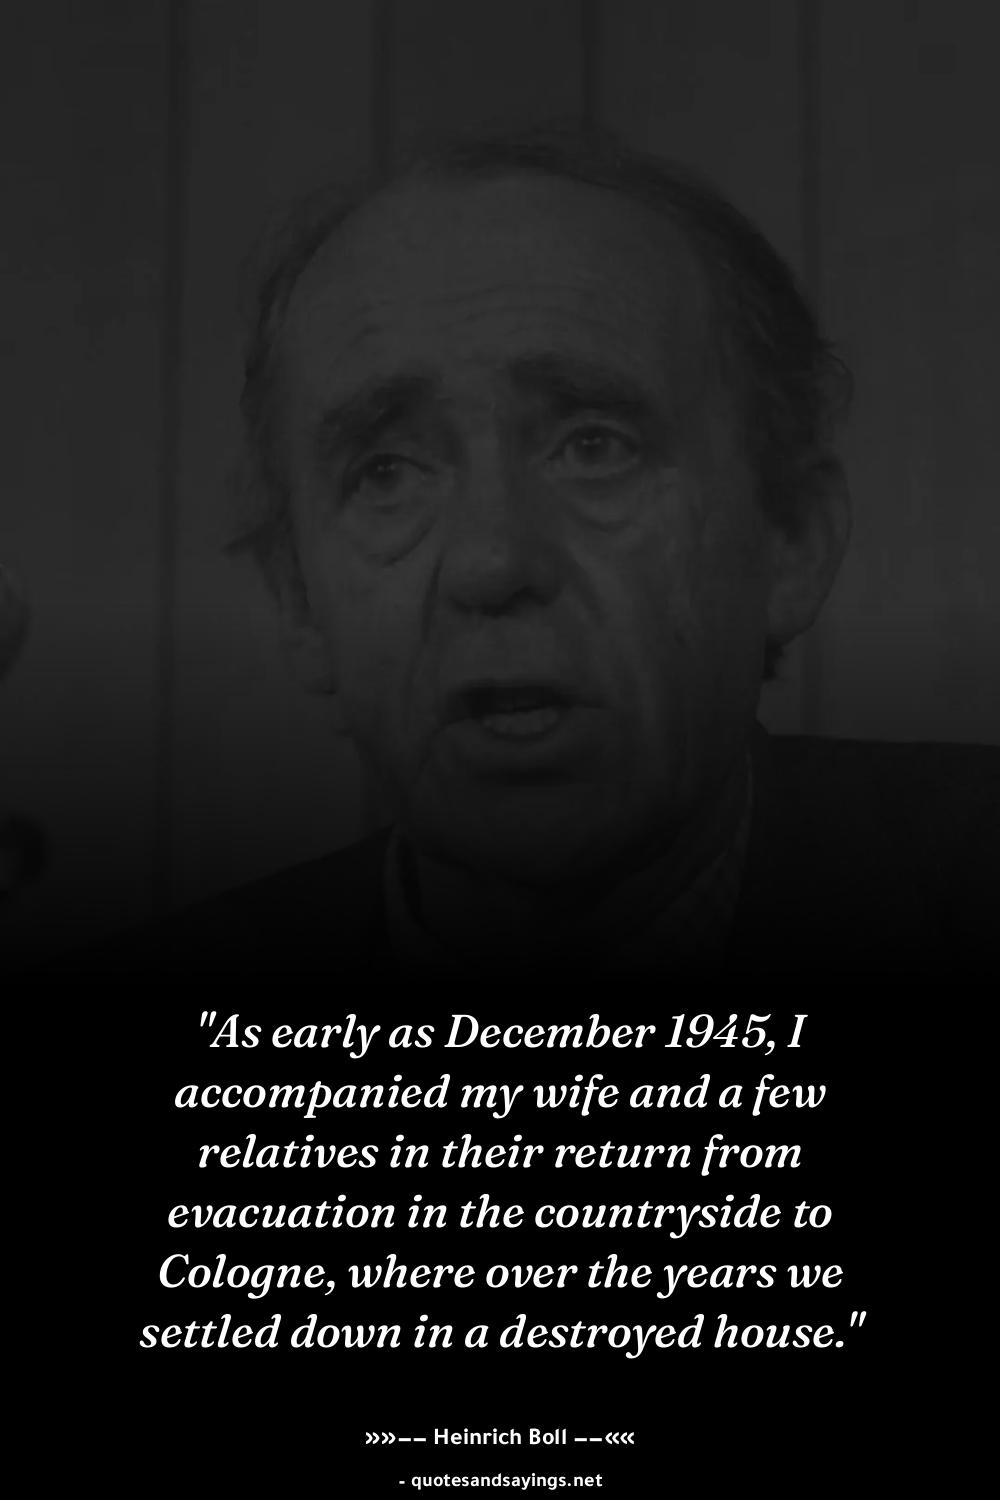 "As early as December 1945, I
accompanied my wife and a few
relatives in their return from
evacuation in the countryside to
Cologne, where over the years we
settled down in a destroyed house."
»»−− Heinrich Boll −−««
- quotesandsayings.net